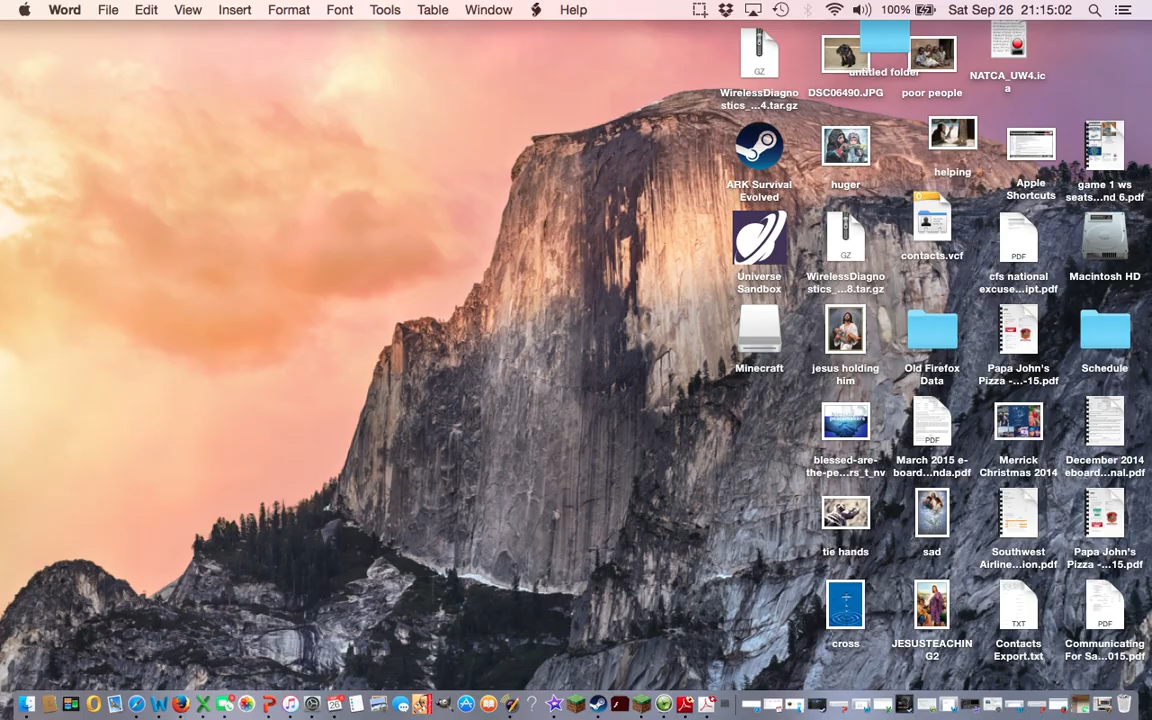 Word File Edit View Insert Format Font Tools Table Window Help 100% Sat Sep 26 21:15:02
GZ
WirelessDiagno
stics_...4.tar.gz
DSC06490.JPG
untitled folder
poor people
NATCA_UW4.ic
a
ARK Survival
Evolved
huger
helping
Apple
Shortcuts
game 1 ws
seats...nd 6.pdf
Universe
Sandbox
GZ
WirelessDiagno
stics_...8.tar.gz
contacts.vcf
PDF
cfs national
excuse...ipt.pdf
Macintosh HD
Minecraft
jesus holding
him
Old Firefox
Data
Papa John's
Pizza -...-15.pdf
Schedule
blessed-are-
the-pe...rs_t_nv
PDF
March 2015 e-
board...nda.pdf
Merrick
Christmas 2014
December 2014
eboard...nal.pdf
tie hands
sad
Southwest
Airline...ion.pdf
Papa John's
Pizza -...15.pdf
cross
JESUSTEACHIN
G2
TXT
Contacts
Export.txt
PDF
Communicating
For Sa...015.pdf